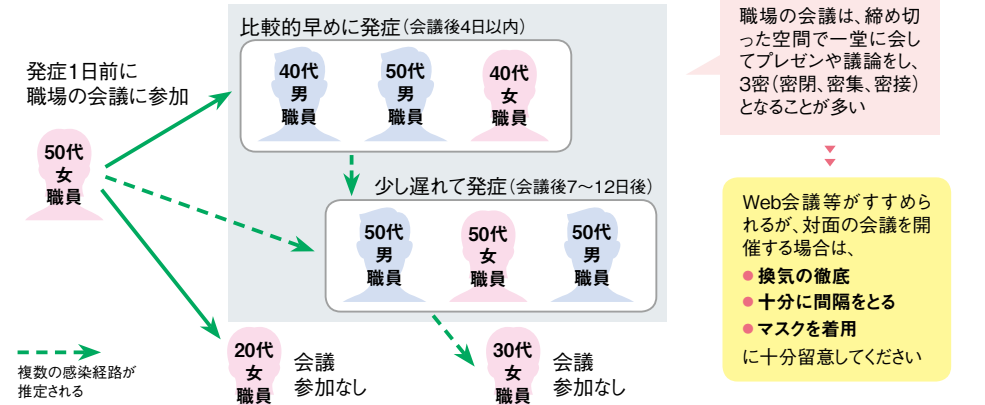 発症1日前に
職場の会議に参加
50代
女
職員
比較的早めに発症(会議後4日以内)
40代
男
職員
50代
男
職員
40代
女
職員
少し遅れて発症(会議後7~12日後)
50代
男
職員
50代
女
職員
50代
男
職員
20代
女
職員
会議
参加なし
30代
女
職員
会議
参加なし
複数の感染経路が
推定される
職場の会議は、締め切
った空間で一堂に会し
てプレゼンや議論をし、
3密(密閉、密集、密接)
となることが多い
Web会議等がすすめら
れるが、対面の会議を開
催する場合は、
●換気の徹底
●十分に間隔をとる
●マスクを着用
に十分留意してください